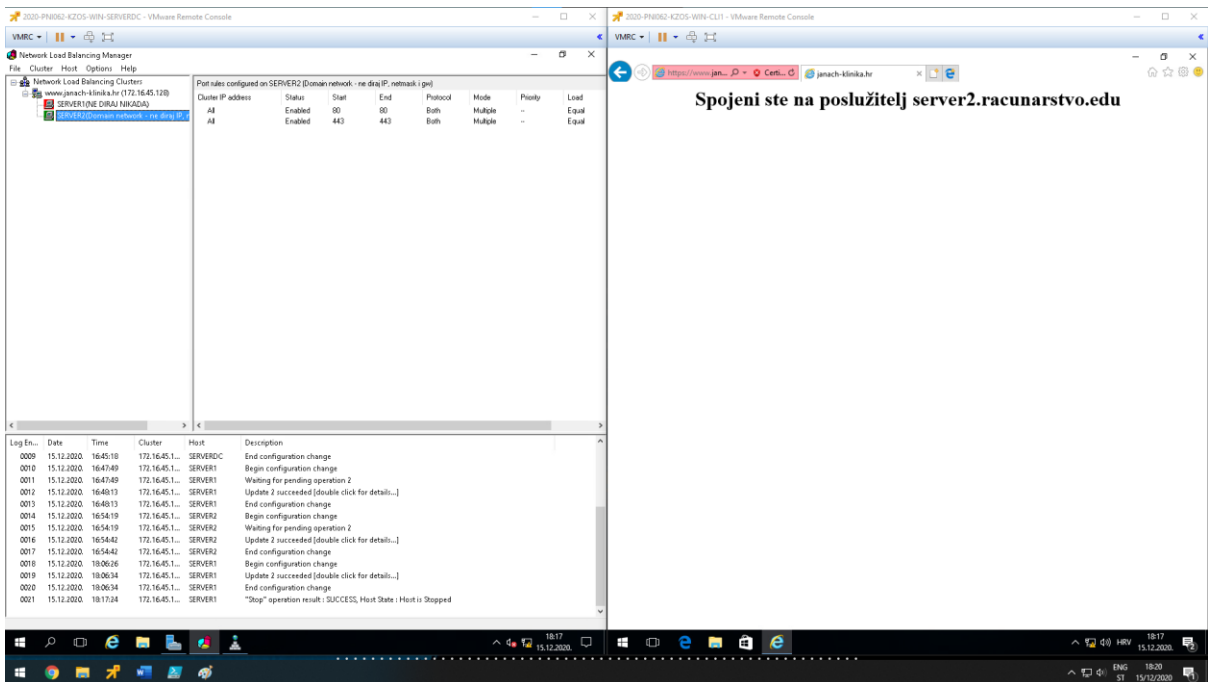 2020-PNI062-KZOS-WIN-SERVERDC - VMware Remote Console
VMRC
Network Load Balancing Manager
File Cluster Host Options Help
Network Load Balancing Clusters
www.janach-klinika.hr (172.16.45.128)
SERVER1(NE DIRAJ NIKADA)
SERVER2(Domain network - ne diraj IP, r
Port rules configured on SERVER2 (Domain network - ne diraj IP, netmask i gw)
Cluster IP address Status Start End Protocol Mode Priority Load
All Enabled 80 80 Both Multiple -- Equal
All Enabled 443 443 Both Multiple -- Equal
Log En... Date Time Cluster Host Description
0009 15.12.2020. 16:45:18 172.16.45.1... SERVERDC End configuration change
0010 15.12.2020. 16:47:49 172.16.45.1... SERVER1 Begin configuration change
0011 15.12.2020. 16:47:49 172.16.45.1... SERVER1 Waiting for pending operation 2
0012 15.12.2020. 16:48:13 172.16.45.1... SERVER1 Update 2 succeeded [double click for details...]
0013 15.12.2020. 16:48:13 172.16.45.1... SERVER1 End configuration change
0014 15.12.2020. 16:54:19 172.16.45.1... SERVER2 Begin configuration change
0015 15.12.2020. 16:54:19 172.16.45.1... SERVER2 Waiting for pending operation 2
0016 15.12.2020. 16:54:42 172.16.45.1... SERVER2 Update 2 succeeded [double click for details...]
0017 15.12.2020. 16:54:42 172.16.45.1... SERVER2 End configuration change
0018 15.12.2020. 18:06:26 172.16.45.1... SERVER1 Begin configuration change
0019 15.12.2020. 18:06:34 172.16.45.1... SERVER1 Update 2 succeeded [double click for details...]
0020 15.12.2020. 18:06:34 172.16.45.1... SERVER1 End configuration change
0021 15.12.2020. 18:17:24 172.16.45.1... SERVER1 "Stop" operation result : SUCCESS, Host State : Host is Stopped
18:17
15.12.2020.
2020-PNI062-KZOS-WIN-CLI1 - VMware Remote Console
VMRC
https://www.jan... Certi... janach-klinika.hr
Spojeni ste na poslužitelj server2.racunarstvo.edu
HRV 18:17
15.12.2020.
ENG 18:20
ST 15/12/2020